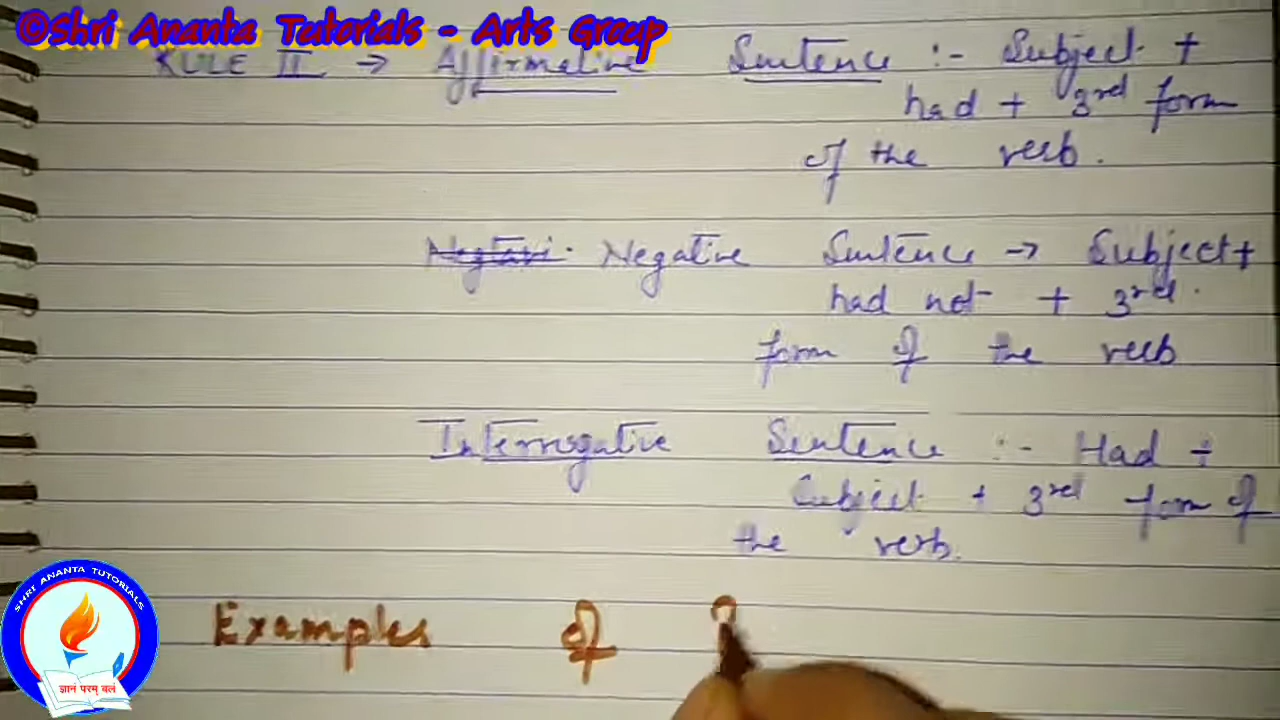 ©Shri Ananta Tutorials - Arts Group
RULE II → Affirmative Sentence :- Subject +
had + 3rd form
of the verb.
Negative Sentence → Subject +
had not + 3rd
form of the verb
Interrogative Sentence :- Had +
Subject + 3rd form of
the verb.
SHRI ANANTA TUTORIALS
ज्ञानं परमं बलं
Examples of